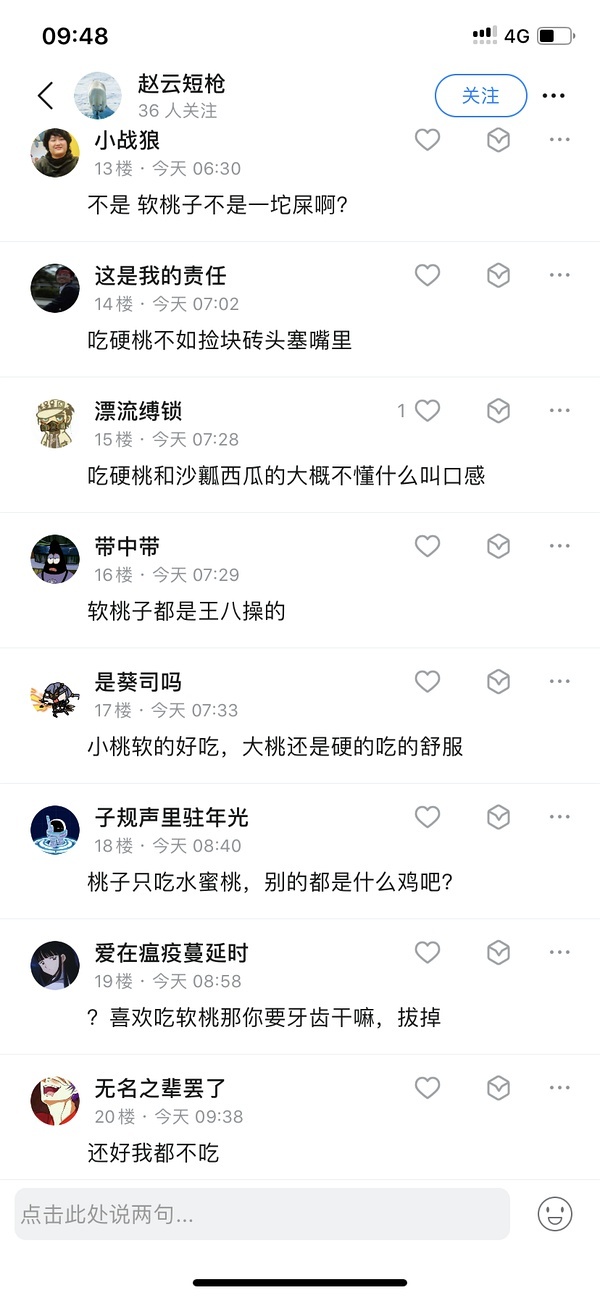 09:48
4G
赵云短枪
36 人关注
关注
小战狼
13楼 · 今天 06:30
不是 软桃子不是一坨屎啊?
这是我的责任
14楼 · 今天 07:02
吃硬桃不如捡块砖头塞嘴里
漂流缚锁
15楼 · 今天 07:28
1
吃硬桃和沙瓤西瓜的大概不懂什么叫口感
带中带
16楼 · 今天 07:29
软桃子都是王八操的
是葵司吗
17楼 · 今天 07:33
小桃软的好吃，大桃还是硬的吃的舒服
子规声里驻年光
18楼 · 今天 08:40
桃子只吃水蜜桃，别的都是什么鸡吧?
爱在瘟疫蔓延时
19楼 · 今天 08:58
？喜欢吃软桃那你要牙齿干嘛，拔掉
无名之辈罢了
20楼 · 今天 09:38
还好我都不吃
点击此处说两句...